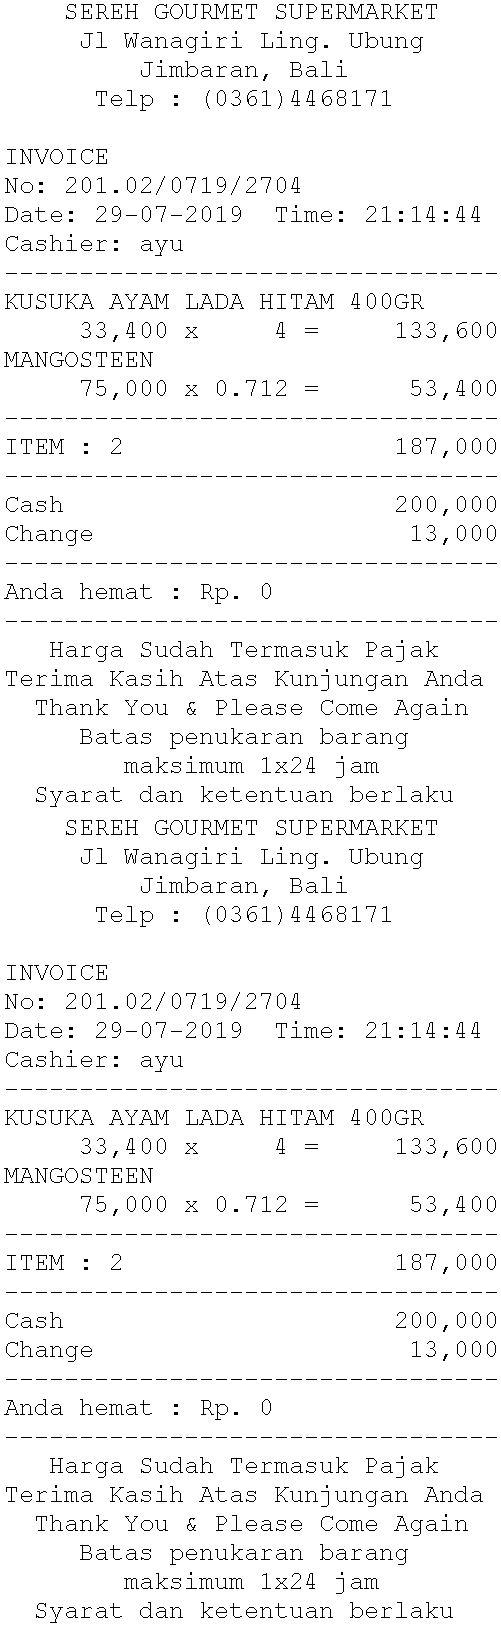 SEREH GOURMET SUPERMARKET
Jl Wanagiri Ling. Ubung
Jimbaran, Bali
Telp : (0361)4468171
INVOICE
No: 201.02/0719/2704
Date: 29-07-2019 Time: 21:14:44
Cashier: ayu
---------------------------------
KUSUKA AYAM LADA HITAM 400GR
33,400 x 4 = 133,600
MANGOSTEEN
75,000 x 0.712 = 53,400
---------------------------------
ITEM : 2 187,000
---------------------------------
Cash 200,000
Change 13,000
---------------------------------
Anda hemat : Rp. 0
---------------------------------
Harga Sudah Termasuk Pajak
Terima Kasih Atas Kunjungan Anda
Thank You & Please Come Again
Batas penukaran barang
maksimum 1x24 jam
Syarat dan ketentuan berlaku
SEREH GOURMET SUPERMARKET
Jl Wanagiri Ling. Ubung
Jimbaran, Bali
Telp : (0361)4468171
INVOICE
No: 201.02/0719/2704
Date: 29-07-2019 Time: 21:14:44
Cashier: ayu
---------------------------------
KUSUKA AYAM LADA HITAM 400GR
33,400 x 4 = 133,600
MANGOSTEEN
75,000 x 0.712 = 53,400
---------------------------------
ITEM : 2 187,000
---------------------------------
Cash 200,000
Change 13,000
---------------------------------
Anda hemat : Rp. 0
---------------------------------
Harga Sudah Termasuk Pajak
Terima Kasih Atas Kunjungan Anda
Thank You & Please Come Again
Batas penukaran barang
maksimum 1x24 jam
Syarat dan ketentuan berlaku